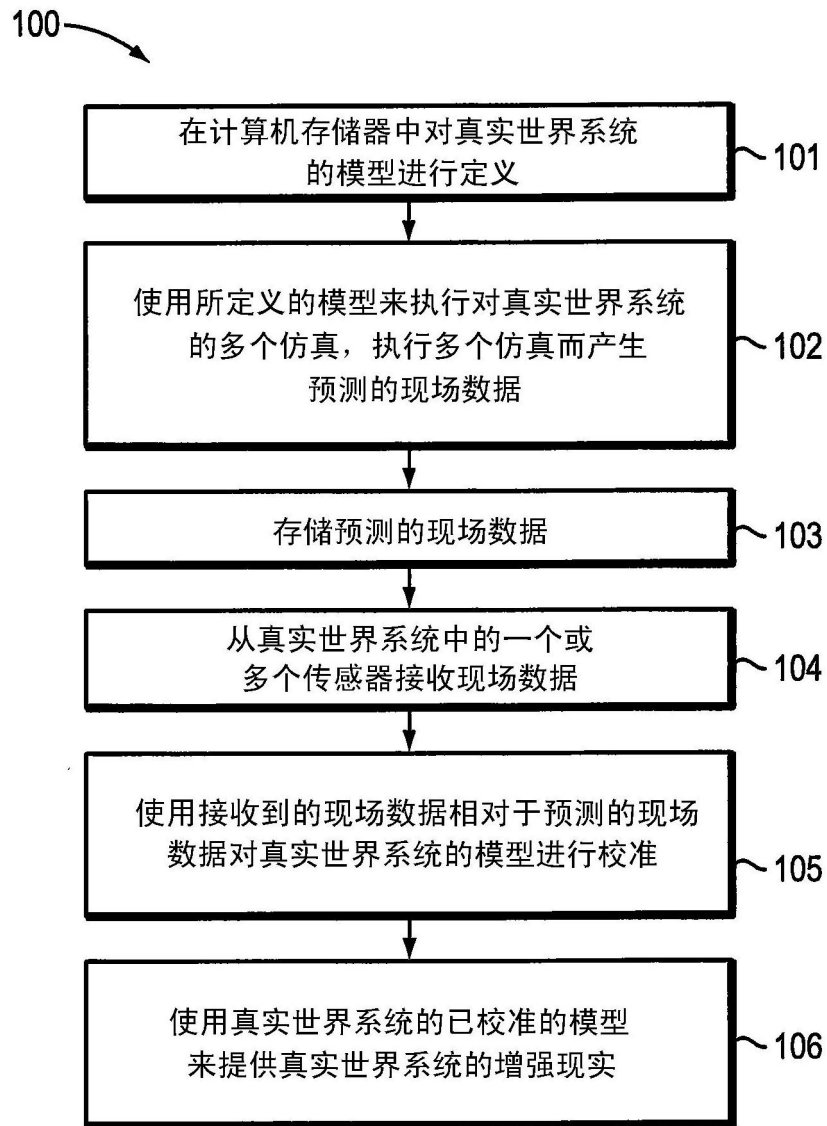 100
在计算机存储器中对真实世界系统
的模型进行定义
101
使用所定义的模型来执行对真实世界系统
的多个仿真，执行多个仿真而产生
预测的现场数据
102
存储预测的现场数据
103
从真实世界系统中的一个或
多个传感器接收现场数据
104
使用接收到的现场数据相对于预测的现场
数据对真实世界系统的模型进行校准
105
使用真实世界系统的已校准的模型
来提供真实世界系统的增强现实
106